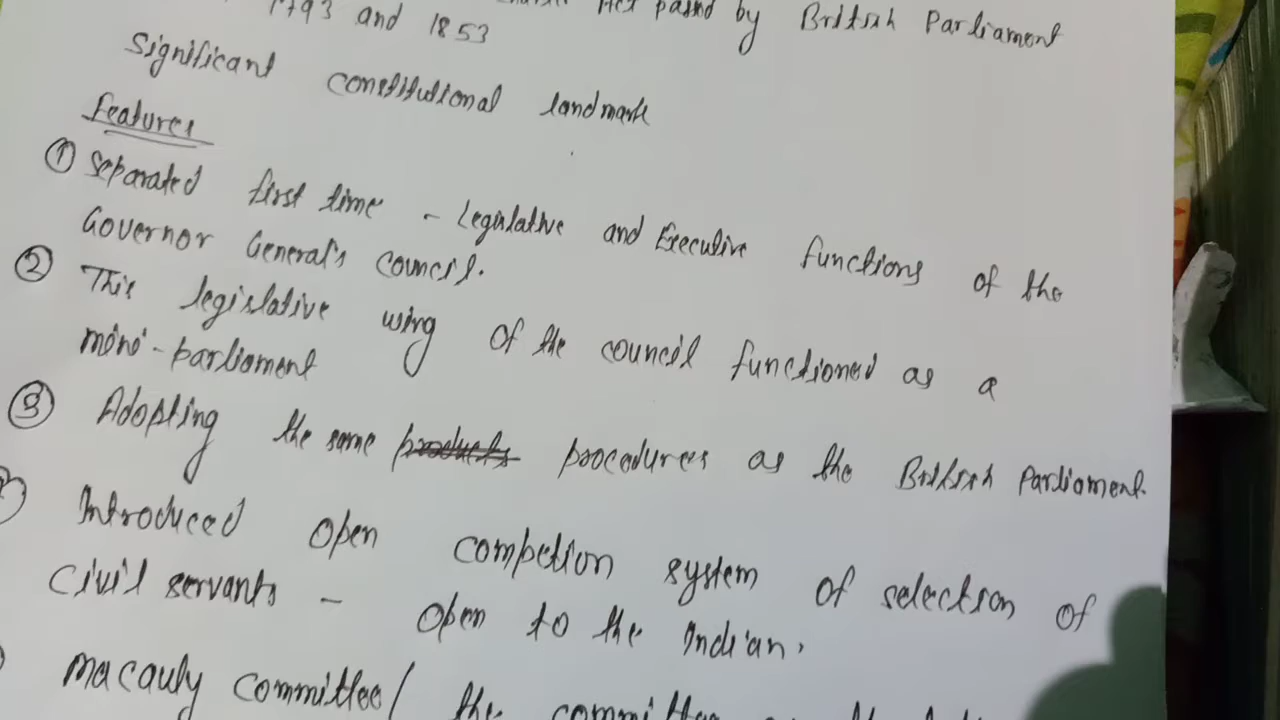 1793 and 1853 Act passed by British Parliament
Significant constitutional landmark
Features
① Separated first time - Legislative and Executive functions of the
Governor General's council.
② This legislative wing of the council functioned as a
mini-parliament
③ Adopting the same products procedures as the British Parliament.
Introduced open competion system of selection of
civil servants - open to the Indian.
Macauly committee/ the committee